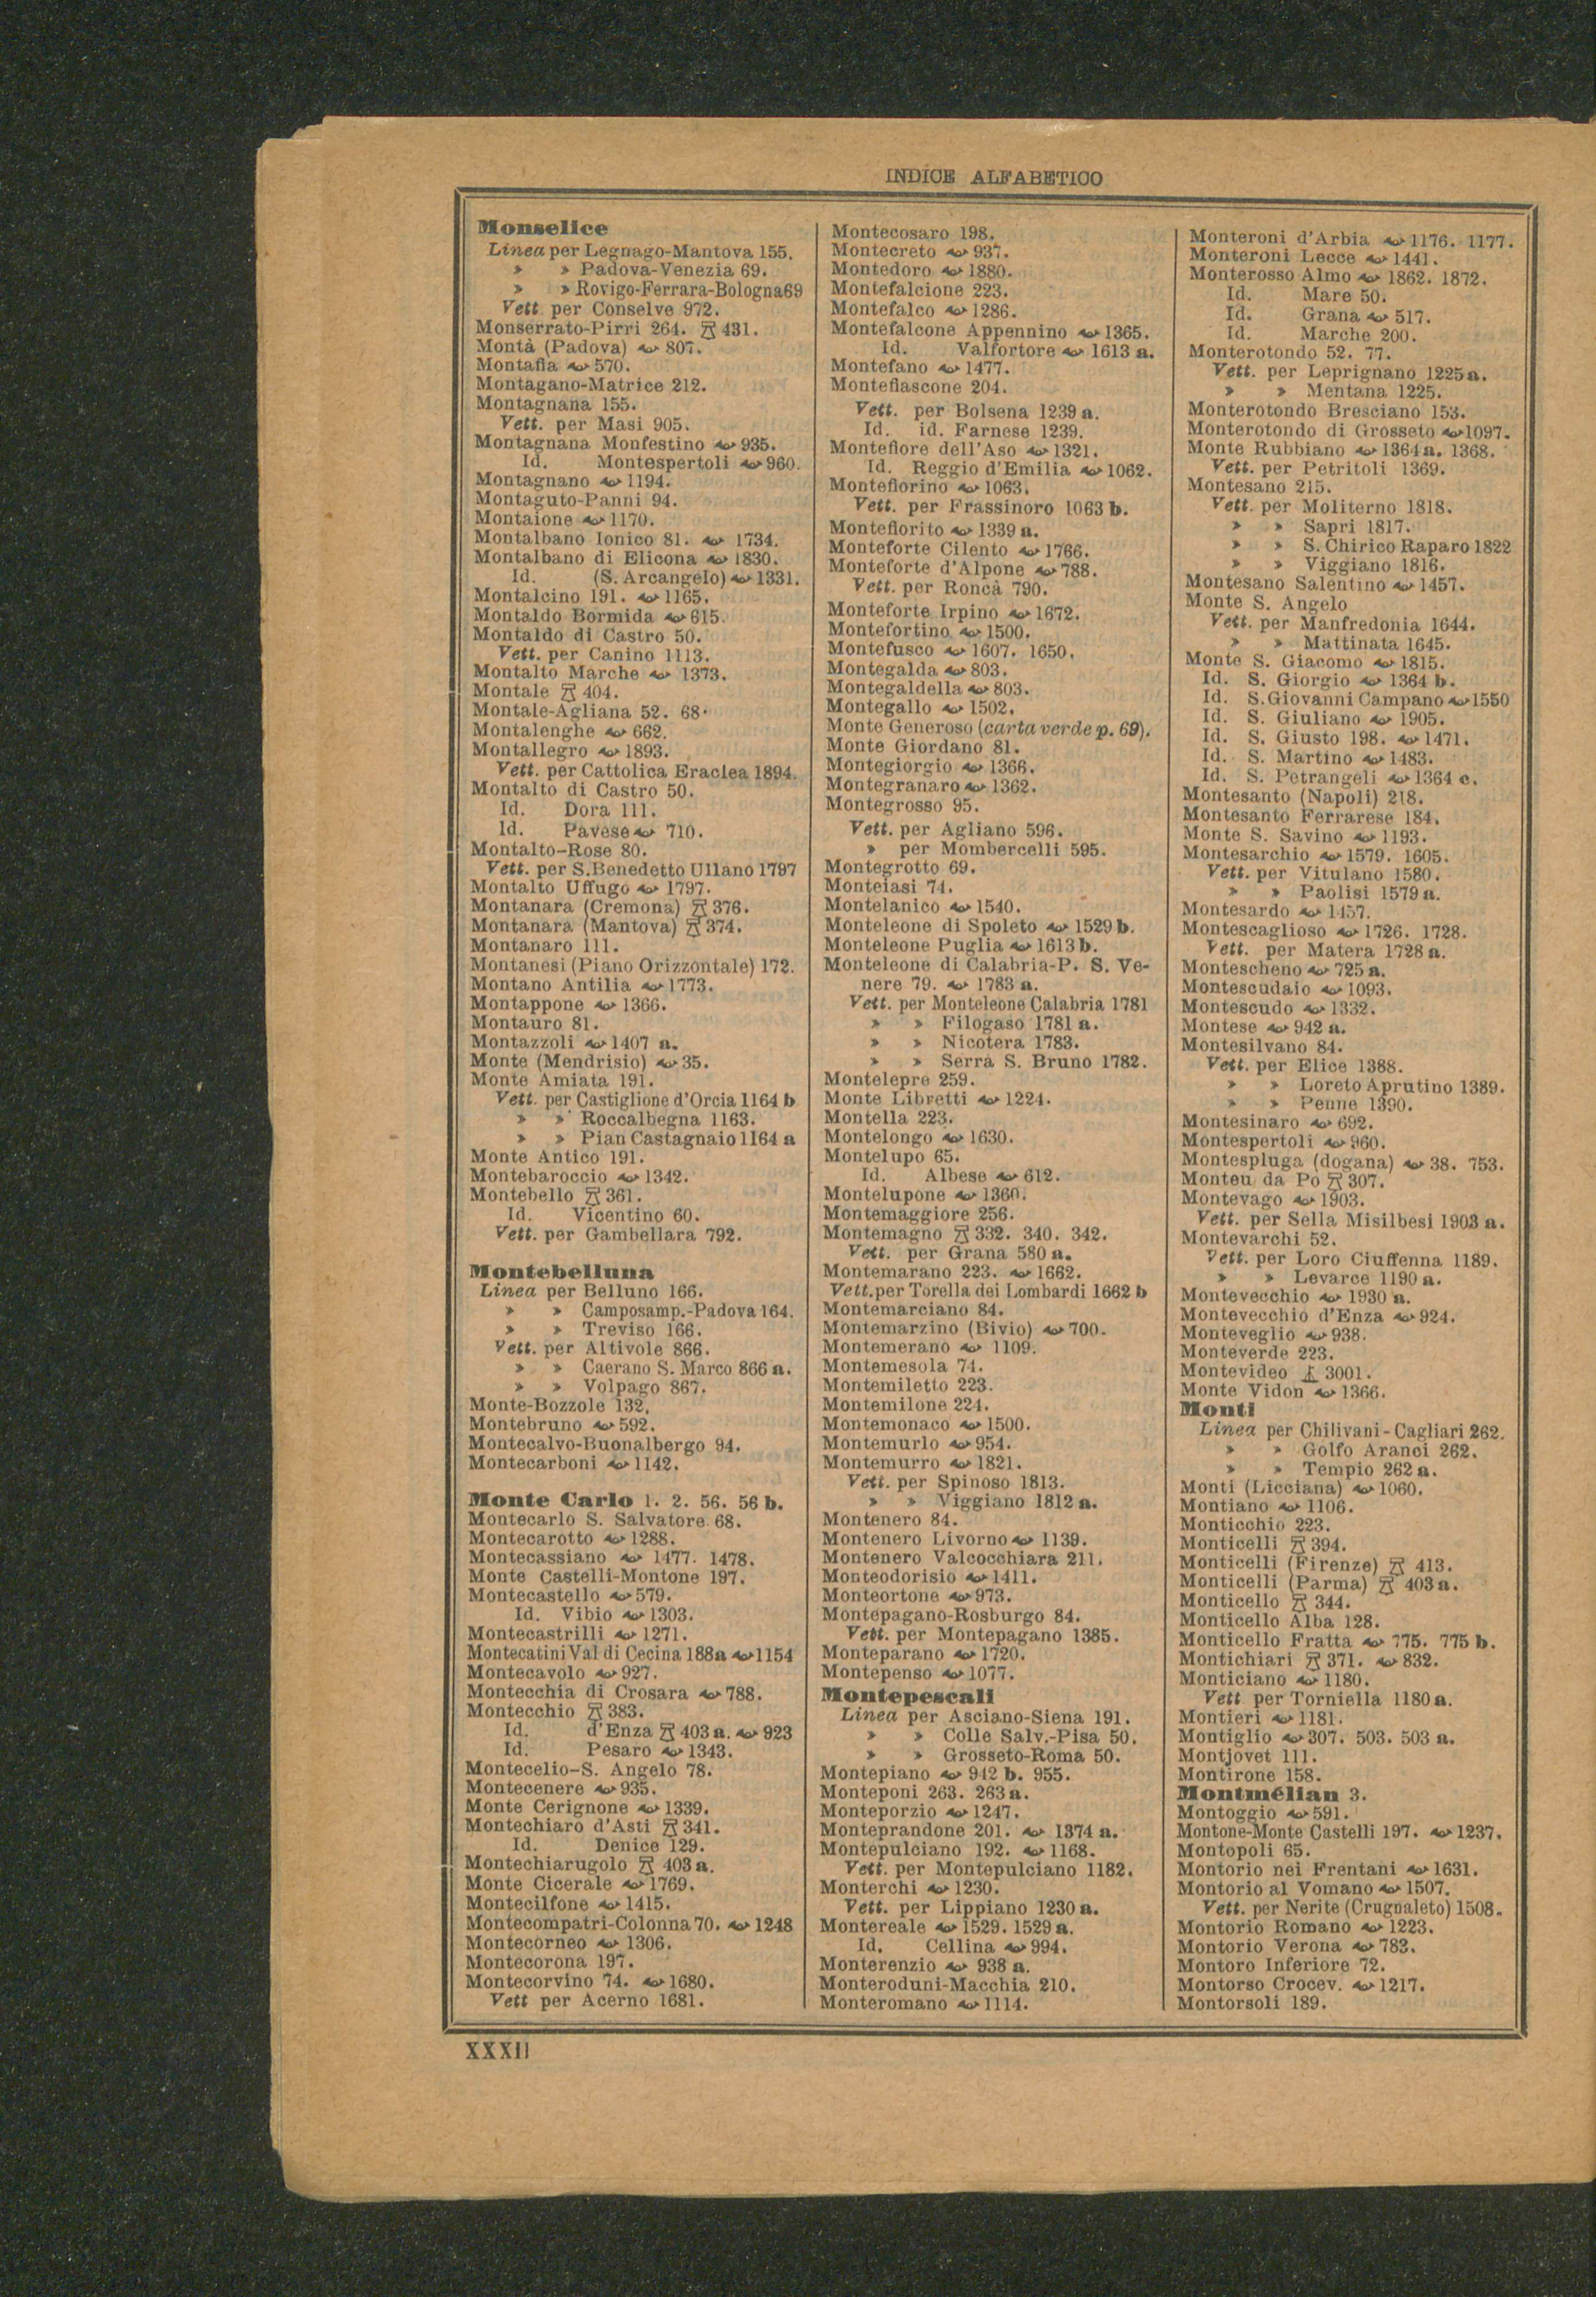 INDICE ALFABETICO
Monselice
Linea per Legnago-Mantova 155.
» » Padova-Venezia 69.
» » Rovigo-Ferrara-Bologna69
Vett. per Conselve 972.
Monserrato-Pirri 264. 431.
Montà (Padova) 807.
Montafia 570.
Montagano-Matrice 212.
Montagnana 155.
Vett. per Masi 905.
Montagnana Monfestino 935.
Id. Montespertoli 960.
Montagnano 1194.
Montaguto-Panni 94.
Montaione 1170.
Montalbano Ionico 81. 1734.
Montalbano di Elicona 1830.
Id. (S. Arcangelo) 1331.
Montalcino 191. 1165.
Montaldo Bormida 615.
Montaldo di Castro 50.
Vett. per Canino 1113.
Montalto Marche 1373.
Montale 404.
Montale-Agliana 52. 68.
Montalenghe 662.
Montallegro 1893.
Vett. per Cattolica Eraclea 1894.
Montalto di Castro 50.
Id. Dora 111.
Id. Pavese 710.
Montalto-Rose 80.
Vett. per S.Benedetto Ullano 1797
Montalto Uffugo 1797.
Montanara (Cremona) 376.
Montanara (Mantova) 374.
Montanaro 111.
Montanesi (Piano Orizzontale) 172.
Montano Antilia 1773.
Montappone 1366.
Montauro 81.
Montazzoli 1407 a.
Monte (Mendrisio) 35.
Monte Amiata 191.
Vett. per Castiglione d'Orcia 1164 b
» » Roccalbegna 1163.
» » Pian Castagnaio 1164 a
Monte Antico 191.
Montebaroccio 1342.
Montebello 361.
Id. Vicentino 60.
Vett. per Gambellara 792.
Montebelluna
Linea per Belluno 166.
» » Camposamp.-Padova 164.
» » Treviso 166.
Vett. per Altivole 866.
» » Caerano S. Marco 866 a.
» » Volpago 867.
Monte-Bozzole 132.
Montebruno 592.
Montecalvo-Buonalbergo 94.
Montecarboni 1142.
Monte Carlo 1. 2. 56. 56 b.
Montecarlo S. Salvatore 68.
Montecarotto 1288.
Montecassiano 1477. 1478.
Monte Castelli-Montone 197.
Montecastello 579.
Id. Vibio 1303.
Montecastrilli 1271.
Montecatini Val di Cecina 188a 1154
Montecavolo 927.
Montecchia di Crosara 788.
Montecchio 383.
Id. d'Enza 403 a. 923
Id. Pesaro 1343.
Montecelio-S. Angelo 78.
Montecenere 935.
Monte Cerignone 1339.
Montechiaro d'Asti 341.
Id. Denice 129.
Montechiarugolo 403 a.
Monte Cicerale 1769.
Montecilfone 1415.
Montecompatri-Colonna 70. 1248
Montecorneo 1306.
Montecorona 197.
Montecorvino 74. 1680.
Vett per Acerno 1681.
Montecosaro 198.
Montecreto 937.
Montedoro 1880.
Montefalcione 223.
Montefalco 1286.
Montefalcone Appennino 1365.
Id. Valfortore 1613 a.
Montefano 1477.
Montefiascone 204.
Vett. per Bolsena 1239 a.
Id. id. Farnese 1239.
Montefiore dell'Aso 1321.
Id. Reggio d'Emilia 1062.
Montefiorino 1063.
Vett. per Frassinoro 1063 b.
Montefiorito 1339 a.
Monteforte Cilento 1766.
Monteforte d'Alpone 788.
Vett. per Roncà 790.
Monteforte Irpino 1672.
Montefortino 1500.
Montefusco 1607. 1650.
Montegalda 803.
Montegaldella 803.
Montegallo 1502.
Monte Generoso (carta verde p. 69).
Monte Giordano 81.
Montegiorgio 1366.
Montegranaro 1362.
Montegrosso 95.
Vett. per Agliano 596.
» per Mombercelli 595.
Montegrotto 69.
Monteiasi 74.
Montelanico 1540.
Monteleone di Spoleto 1529 b.
Monteleone Puglia 1613 b.
Monteleone di Calabria-P. S. Ve-
nere 79. 1783 a.
Vett. per Monteleone Calabria 1781
» » Filogaso 1781 a.
» » Nicotera 1783.
» » Serra S. Bruno 1782.
Montelepre 259.
Monte Libretti 1224.
Montella 223.
Montelongo 1630.
Montelupo 65.
Id. Albese 612.
Montelupone 1360.
Montemaggiore 256.
Montemagno 332. 340. 342.
Vett. per Grana 580 a.
Montemarano 223. 1662.
Vett.per Torella dei Lombardi 1662 b
Montemarciano 84.
Montemarzino (Bivio) 700.
Montemerano 1109.
Montemesola 74.
Montemiletto 223.
Montemilone 224.
Montemonaco 1500.
Montemurlo 954.
Montemurro 1821.
Vett. per Spinoso 1813.
» » Viggiano 1812 a.
Montenero 84.
Montenero Livorno 1139.
Montenero Valcocchiara 211.
Monteodorisio 1411.
Monteortone 973.
Montepagano-Rosburgo 84.
Vett. per Montepagano 1385.
Monteparano 1720.
Montepenso 1077.
Montepescali
Linea per Asciano-Siena 191.
» » Colle Salv.-Pisa 50.
» » Grosseto-Roma 50.
Montepiano 942 b. 955.
Monteponi 263. 263 a.
Monteporzio 1247.
Monteprandone 201. 1374 a.
Montepulciano 192. 1168.
Vett. per Montepulciano 1182.
Monterchi 1230.
Vett. per Lippiano 1230 a.
Montereale 1529. 1529 a.
Id. Cellina 994.
Monterenzio 938 a.
Monteroduni-Macchia 210.
Monteromano 1114.
Monteroni d'Arbia 1176. 1177.
Monteroni Lecce 1441.
Monterosso Almo 1862. 1872.
Id. Mare 50.
Id. Grana 517.
Id. Marche 200.
Monterotondo 52. 77.
Vett. per Leprignano 1225 a.
» » Mentana 1225.
Monterotondo Bresciano 153.
Monterotondo di Grosseto 1097.
Monte Rubbiano 1364 a. 1368.
Vett. per Petritoli 1369.
Montesano 215.
Vett. per Moliterno 1818.
» » Sapri 1817.
» » S. Chirico Raparo 1822
» » Viggiano 1816.
Montesano Salentino 1457.
Monte S. Angelo
Vett. per Manfredonia 1644.
» » Mattinata 1645.
Monte S. Giacomo 1815.
Id. S. Giorgio 1364 b.
Id. S.Giovanni Campano 1550
Id. S. Giuliano 1905.
Id. S. Giusto 198. 1471.
Id. S. Martino 1483.
Id. S. Petrangeli 1364 c.
Montesanto (Napoli) 218.
Montesanto Ferrarese 184.
Monte S. Savino 1193.
Montesarchio 1579. 1605.
Vett. per Vitulano 1580.
» » Paolisi 1579 a.
Montesardo 1457.
Montescaglioso 1726. 1728.
Vett. per Matera 1728 a.
Montescheno 725 a.
Montescudaio 1093.
Montescudo 1332.
Montese 942 a.
Montesilvano 84.
Vett. per Elice 1388.
» » Loreto Aprutino 1389.
» » Penne 1390.
Montesinaro 692.
Montespertoli 960.
Montespluga (dogana) 38. 753.
Monteu da Po 307.
Montevago 1903.
Vett. per Sella Misilbesi 1903 a.
Montevarchi 52.
Vett. per Loro Ciuffenna 1189.
» » Levarce 1190 a.
Montevecchio 1930 a.
Montevecchio d'Enza 924.
Monteveglio 938.
Monteverde 223.
Montevideo 3001.
Monte Vidon 1366.
Monti
Linea per Chilivani-Cagliari 262.
» » Golfo Aranci 262.
» » Tempio 262 a.
Monti (Licciana) 1060.
Montiano 1106.
Monticchio 223.
Monticelli 394.
Monticelli (Firenze) 413.
Monticelli (Parma) 403 a.
Monticello 344.
Monticello Alba 128.
Monticello Fratta 775. 775 b.
Montichiari 371. 832.
Monticiano 1180.
Vett per Torniella 1180 a.
Montieri 1181.
Montiglio 307. 503. 503 a.
Montjovet 111.
Montirone 158.
Montmélian 3.
Montoggio 591.
Montone-Monte Castelli 197. 1237.
Montopoli 65.
Montorio nei Frentani 1631.
Montorio al Vomano 1507.
Vett. per Nerite (Crugnaleto) 1508.
Montorio Romano 1223.
Montorio Verona 783.
Montoro Inferiore 72.
Montorso Crocev. 1217.
Montorsoli 189.
XXXII